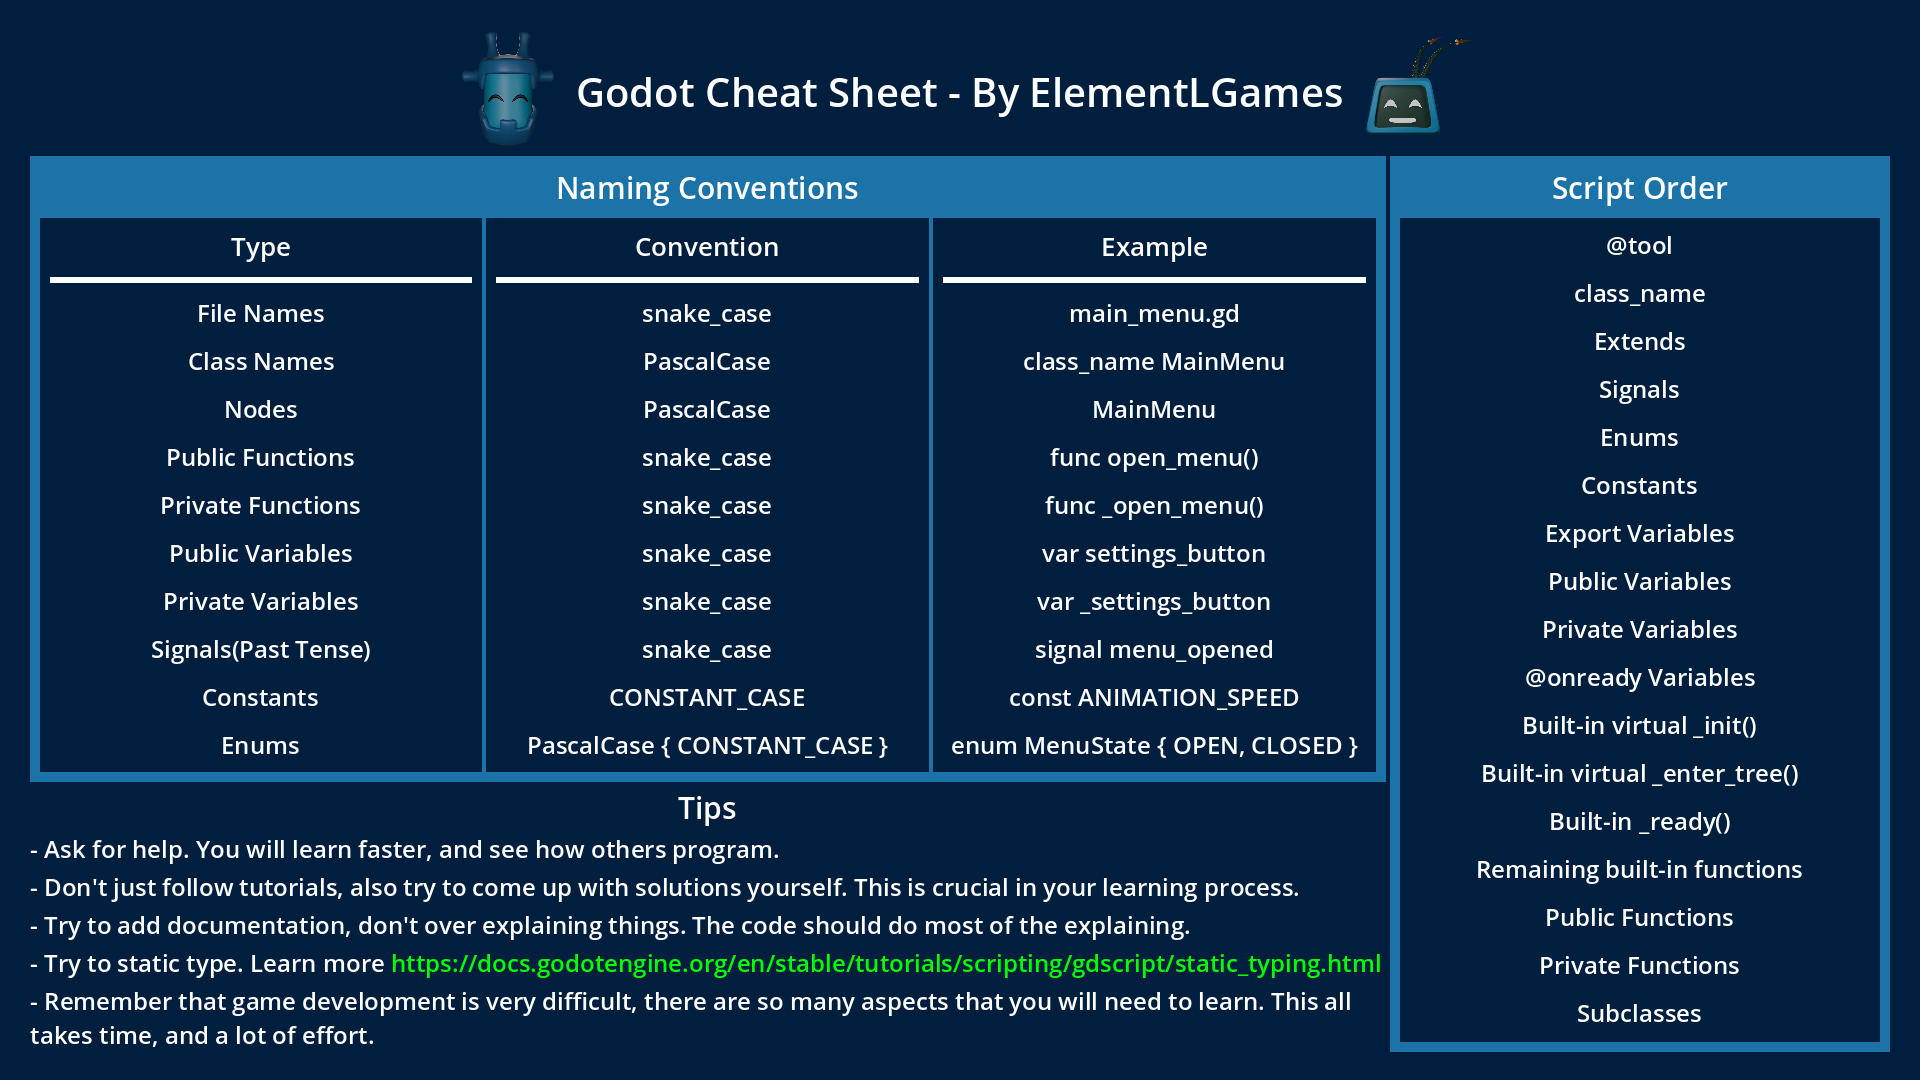 Godot Cheat Sheet - By ElementLGames
Naming Conventions
Type Convention Example
File Names snake_case main_menu.gd
Class Names PascalCase class_name MainMenu
Nodes PascalCase MainMenu
Public Functions snake_case func open_menu()
Private Functions snake_case func _open_menu()
Public Variables snake_case var settings_button
Private Variables snake_case var _settings_button
Signals(Past Tense) snake_case signal menu_opened
Constants CONSTANT_CASE const ANIMATION_SPEED
Enums PascalCase { CONSTANT_CASE } enum MenuState { OPEN, CLOSED }
Tips
- Ask for help. You will learn faster, and see how others program.
- Don't just follow tutorials, also try to come up with solutions yourself. This is crucial in your learning process.
- Try to add documentation, don't over explaining things. The code should do most of the explaining.
- Try to static type. Learn more https://docs.godotengine.org/en/stable/tutorials/scripting/gdscript/static_typing.html
- Remember that game development is very difficult, there are so many aspects that you will need to learn. This all
takes time, and a lot of effort.
Script Order
@tool
class_name
Extends
Signals
Enums
Constants
Export Variables
Public Variables
Private Variables
@onready Variables
Built-in virtual _init()
Built-in virtual _enter_tree()
Built-in _ready()
Remaining built-in functions
Public Functions
Private Functions
Subclasses